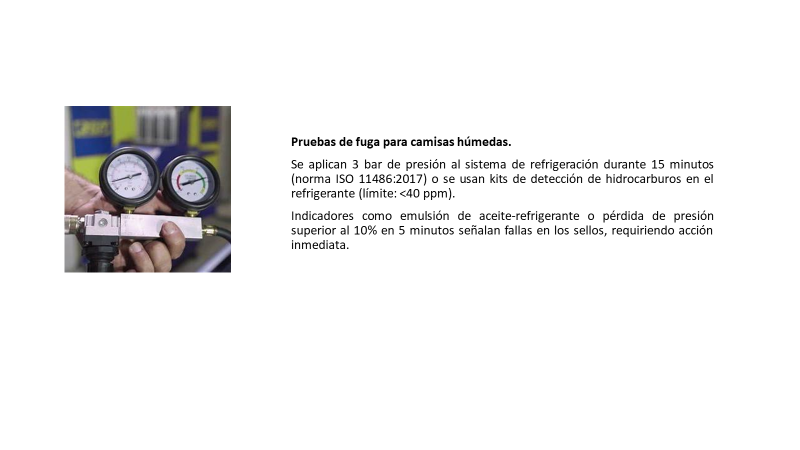 Pruebas de fuga para camisas húmedas.
Se aplican 3 bar de presión al sistema de refrigeración durante 15 minutos
(norma ISO 11486:2017) o se usan kits de detección de hidrocarburos en el
refrigerante (límite: <40 ppm).
Indicadores como emulsión de aceite-refrigerante o pérdida de presión
superior al 10% en 5 minutos señalan fallas en los sellos, requiriendo acción
inmediata.